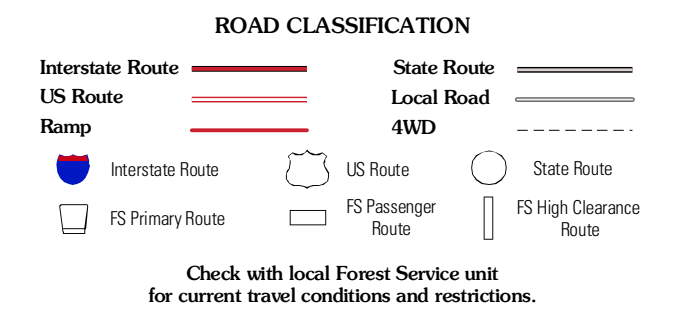 ROAD CLASSIFICATION
Interstate Route
State Route
US Route
Local Road
Ramp
4WD
Interstate Route
US Route
State Route
FS Primary Route
FS Passenger
Route
FS High Clearance
Route
Check with local Forest Service unit
for current travel conditions and restrictions.